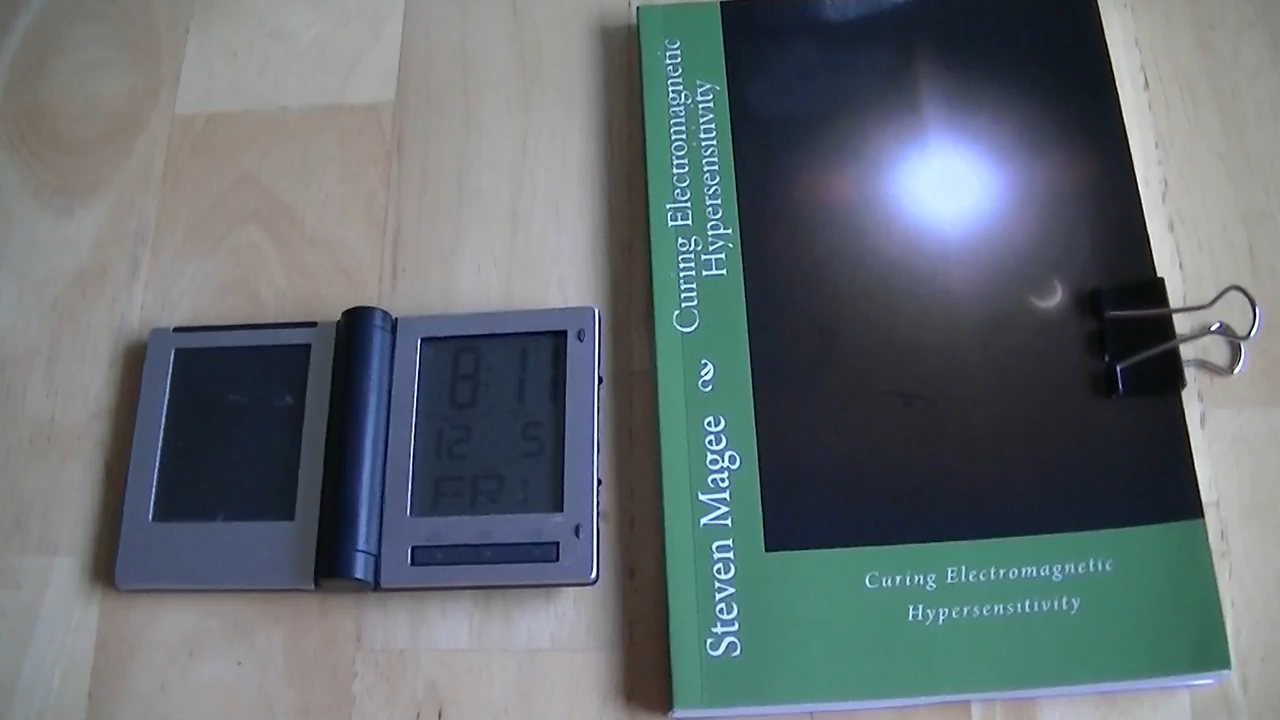 8:11
12 5
FRI
Steven Magee
Curing Electromagnetic
Hypersensitivity
Curing Electromagnetic
Hypersensitivity